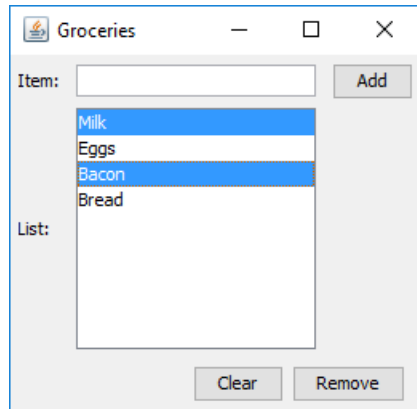 Groceries
Item: Add
Milk
Eggs
Bacon
Bread
List:
Clear Remove